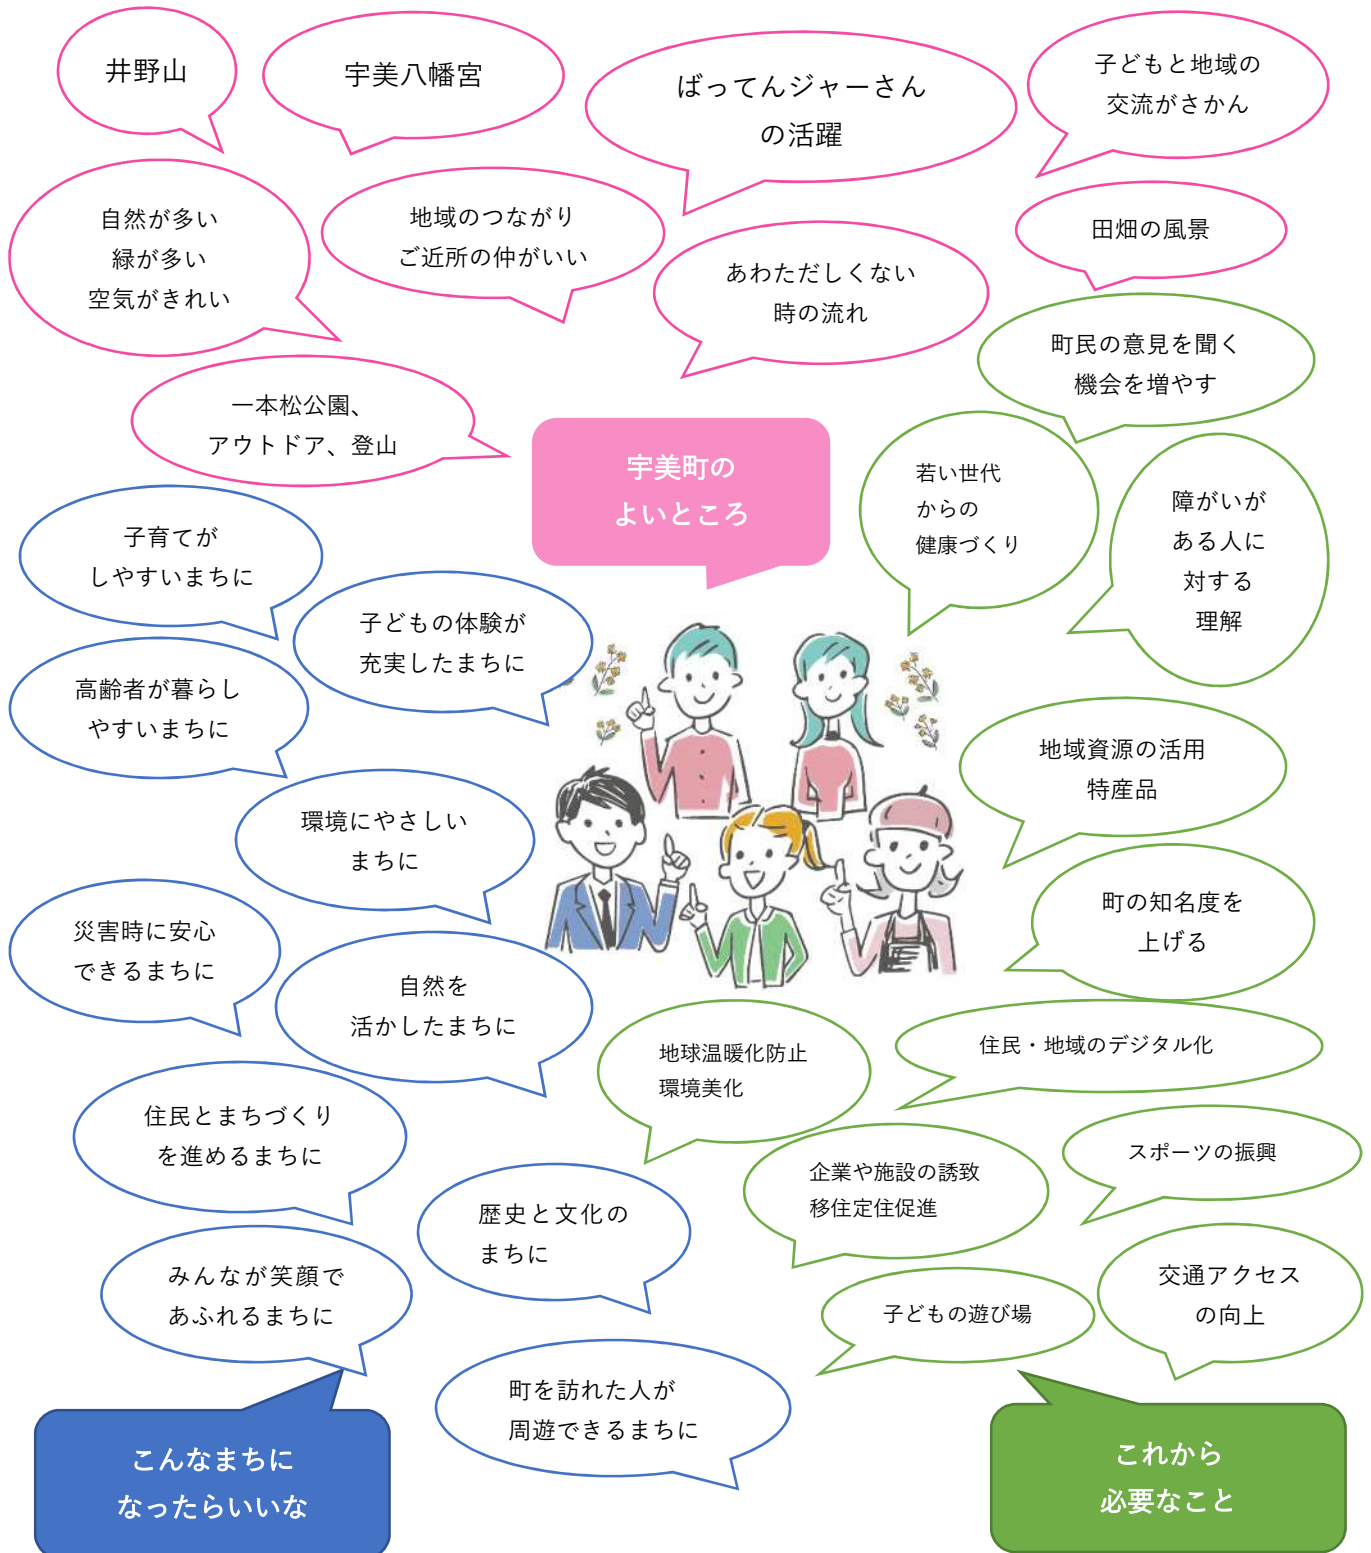 井野山
宇美八幡宮
ばってんジャーさん
の活躍
子どもと地域の
交流がさかん
自然が多い
緑が多い
空気がきれい
地域のつながり
ご近所の仲がいい
あわただしくない
時の流れ
田畑の風景
一本松公園、
アウトドア、登山
宇美町の
よいところ
町民の意見を聞く
機会を増やす
若い世代
からの
健康づくり
障がいが
ある人に
対する
理解
地域資源の活用
特産品
町の知名度を
上げる
住民・地域のデジタル化
地球温暖化防止
環境美化
企業や施設の誘致
移住定住促進
スポーツの振興
子どもの遊び場
交通アクセス
の向上
これから
必要なこと
子育てが
しやすいまちに
子どもの体験が
充実したまちに
高齢者が暮らし
やすいまちに
環境にやさしい
まちに
災害時に安心
できるまちに
自然を
活かしたまちに
住民とまちづくり
を進めるまちに
歴史と文化の
まちに
みんなが笑顔で
あふれるまちに
町を訪れた人が
周遊できるまちに
こんなまちに
なったらいいな